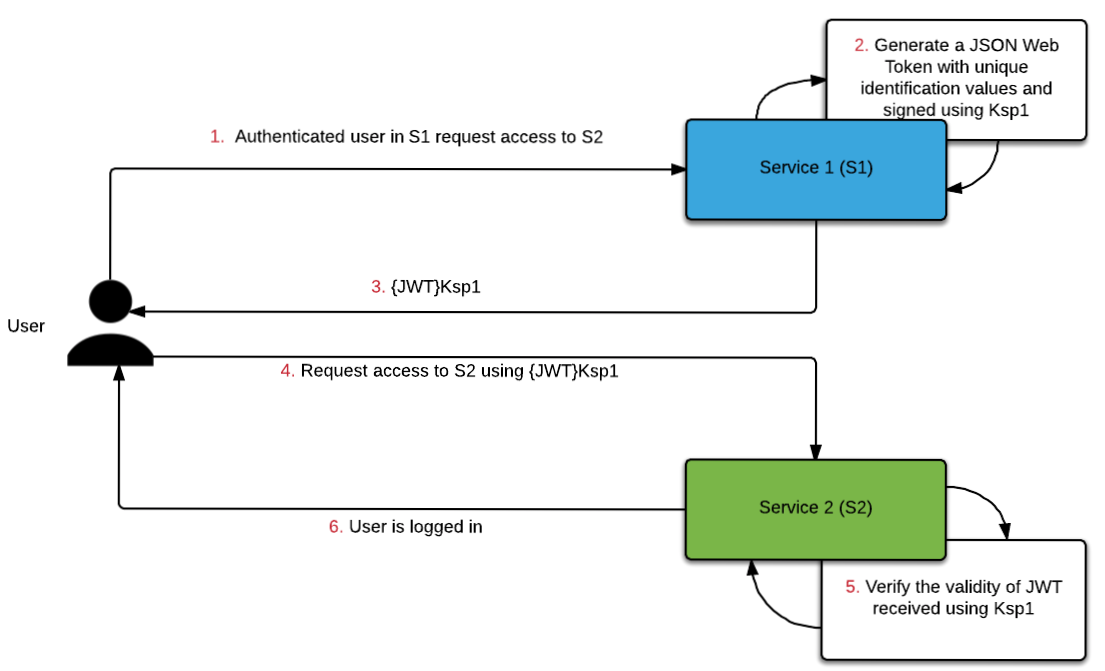 2. Generate a JSON Web
Token with unique
identification values and
signed using Ksp1
1. Authenticated user in S1 request access to S2
Service 1 (S1)
3. {JWT}Ksp1
User
4. Request access to S2 using {JWT}Ksp1
Service 2 (S2)
6. User is logged in
5. Verify the validity of JWT
received using Ksp1